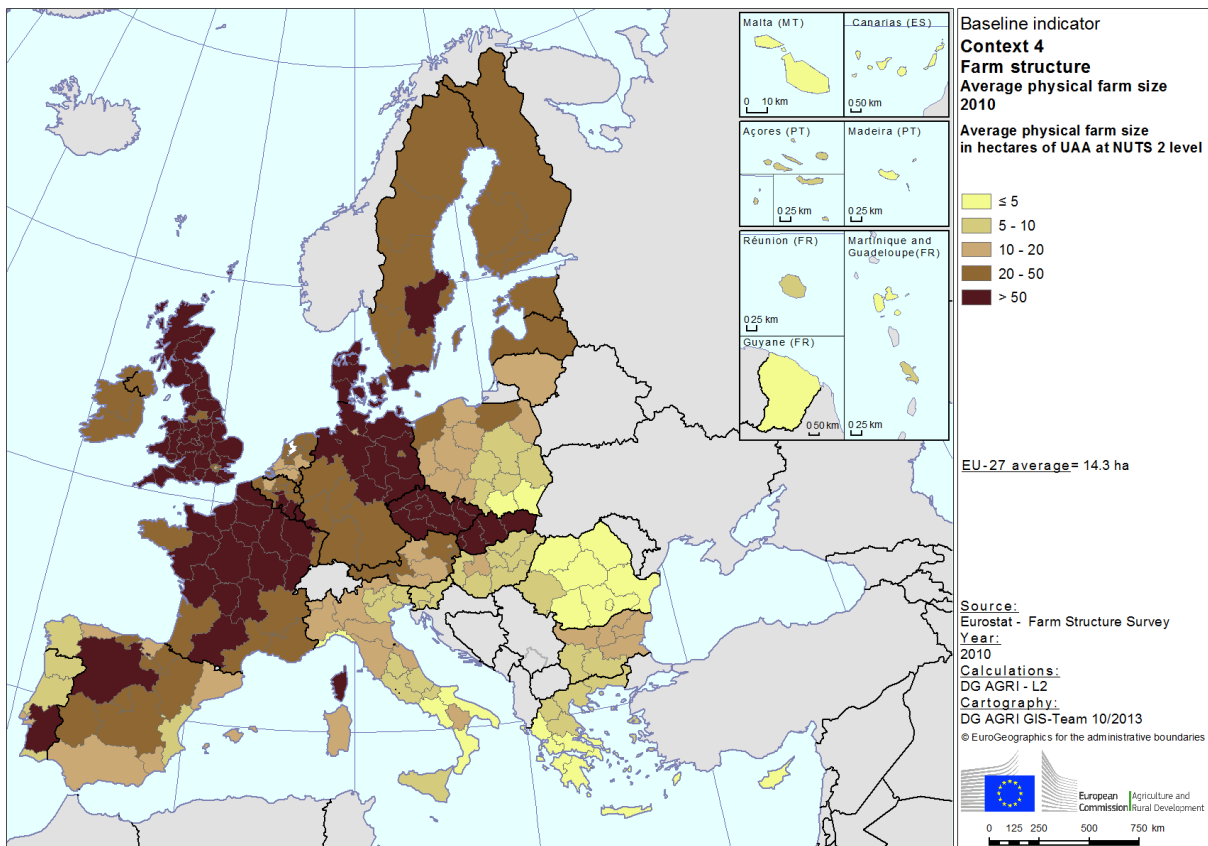 Malta (MT)
0 10 km
Canarias (ES)
0 50 km
Açores (PT)
0 25 km
Madeira (PT)
0 25 km
Réunion (FR)
0 25 km
Martinique and
Guadeloupe(FR)
0 25 km
Guyane (FR)
0 50 km
Baseline indicator
Context 4
Farm structure
Average physical farm size
2010
Average physical farm size
in hectares of UAA at NUTS 2 level
≤ 5
5 - 10
10 - 20
20 - 50
> 50
EU-27 average= 14.3 ha
Source:
Eurostat - Farm Structure Survey
Year:
2010
Calculations:
DG AGRI - L2
Cartography:
DG AGRI GIS-Team 10/2013
© EuroGeographics for the administrative boundaries
European
Commission
Agriculture and
Rural Development
0 125 250 500 750 km